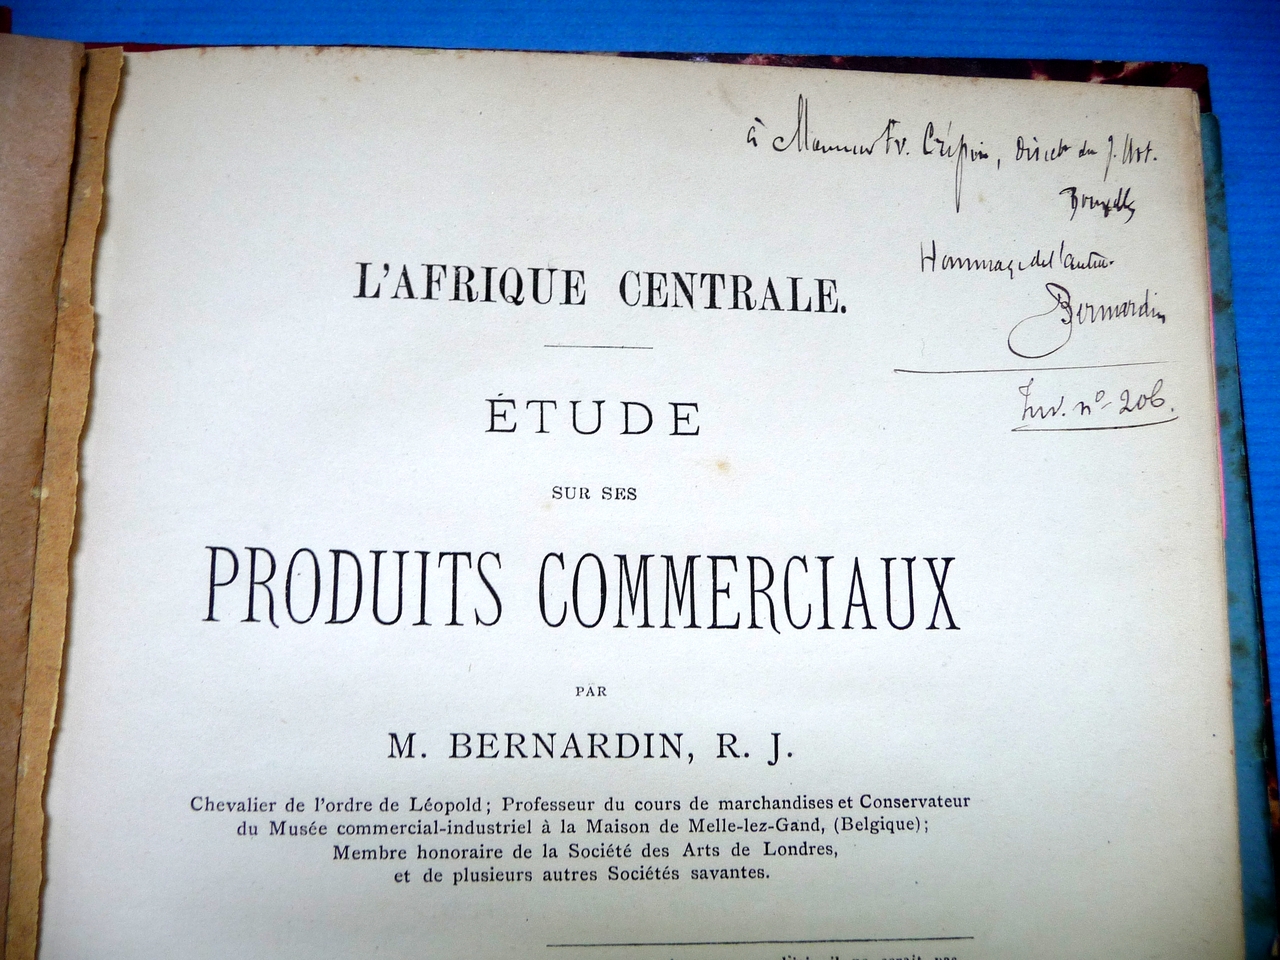 à Monsieur Fr. Crépin, Direct du J. Bot.
Bruxelles
Hommage de l'auteur
Bernardin
Inv. nº 206.
L'AFRIQUE CENTRALE.
ÉTUDE
SUR SES
PRODUITS COMMERCIAUX
PAR
M. BERNARDIN, R. J.
Chevalier de l'ordre de Léopold; Professeur du cours de marchandises et Conservateur
du Musée commercial-industriel à la Maison de Melle-lez-Gand, (Belgique);
Membre honoraire de la Société des Arts de Londres,
et de plusieurs autres Sociétés savantes.